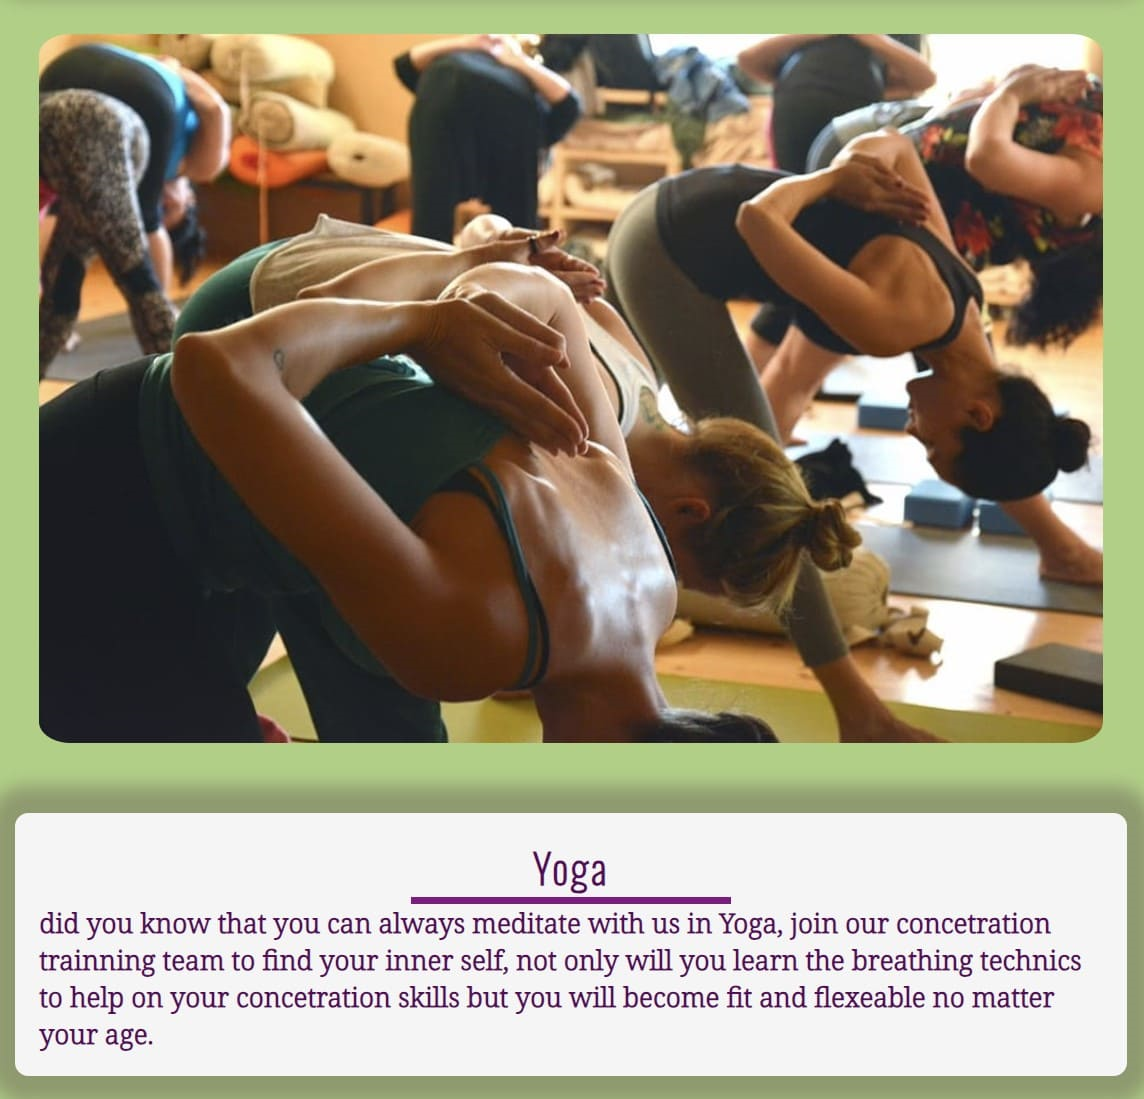 Yoga
did you know that you can always meditate with us in Yoga, join our concetration
trainning team to find your inner self, not only will you learn the breathing technics
to help on your concetration skills but you will become fit and flexeable no matter
your age.